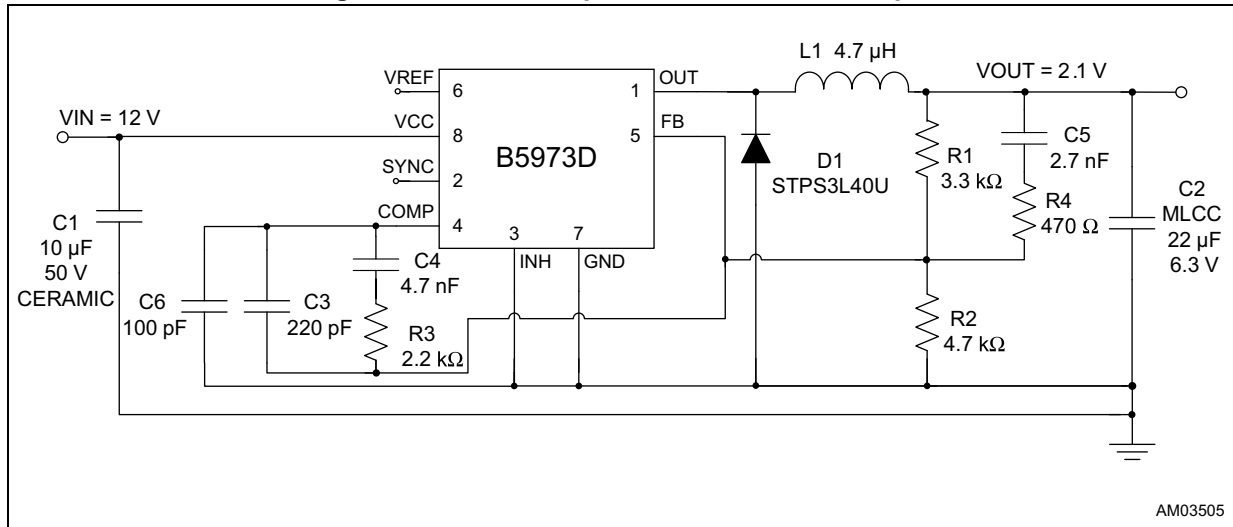 L1 4.7 µH
VOUT = 2.1 V
VREF
6
1
OUT
VIN = 12 V
VCC
8
5
FB
B5973D
SYNC
2
COMP
4
3
7
INH
GND
D1
STPS3L40U
R1
3.3 kΩ
C5
2.7 nF
R4
470 Ω
C2
MLCC
22 µF
6.3 V
C1
10 µF
50 V
CERAMIC
C6
100 pF
C3
220 pF
C4
4.7 nF
R3
2.2 kΩ
R2
4.7 kΩ
AM03505